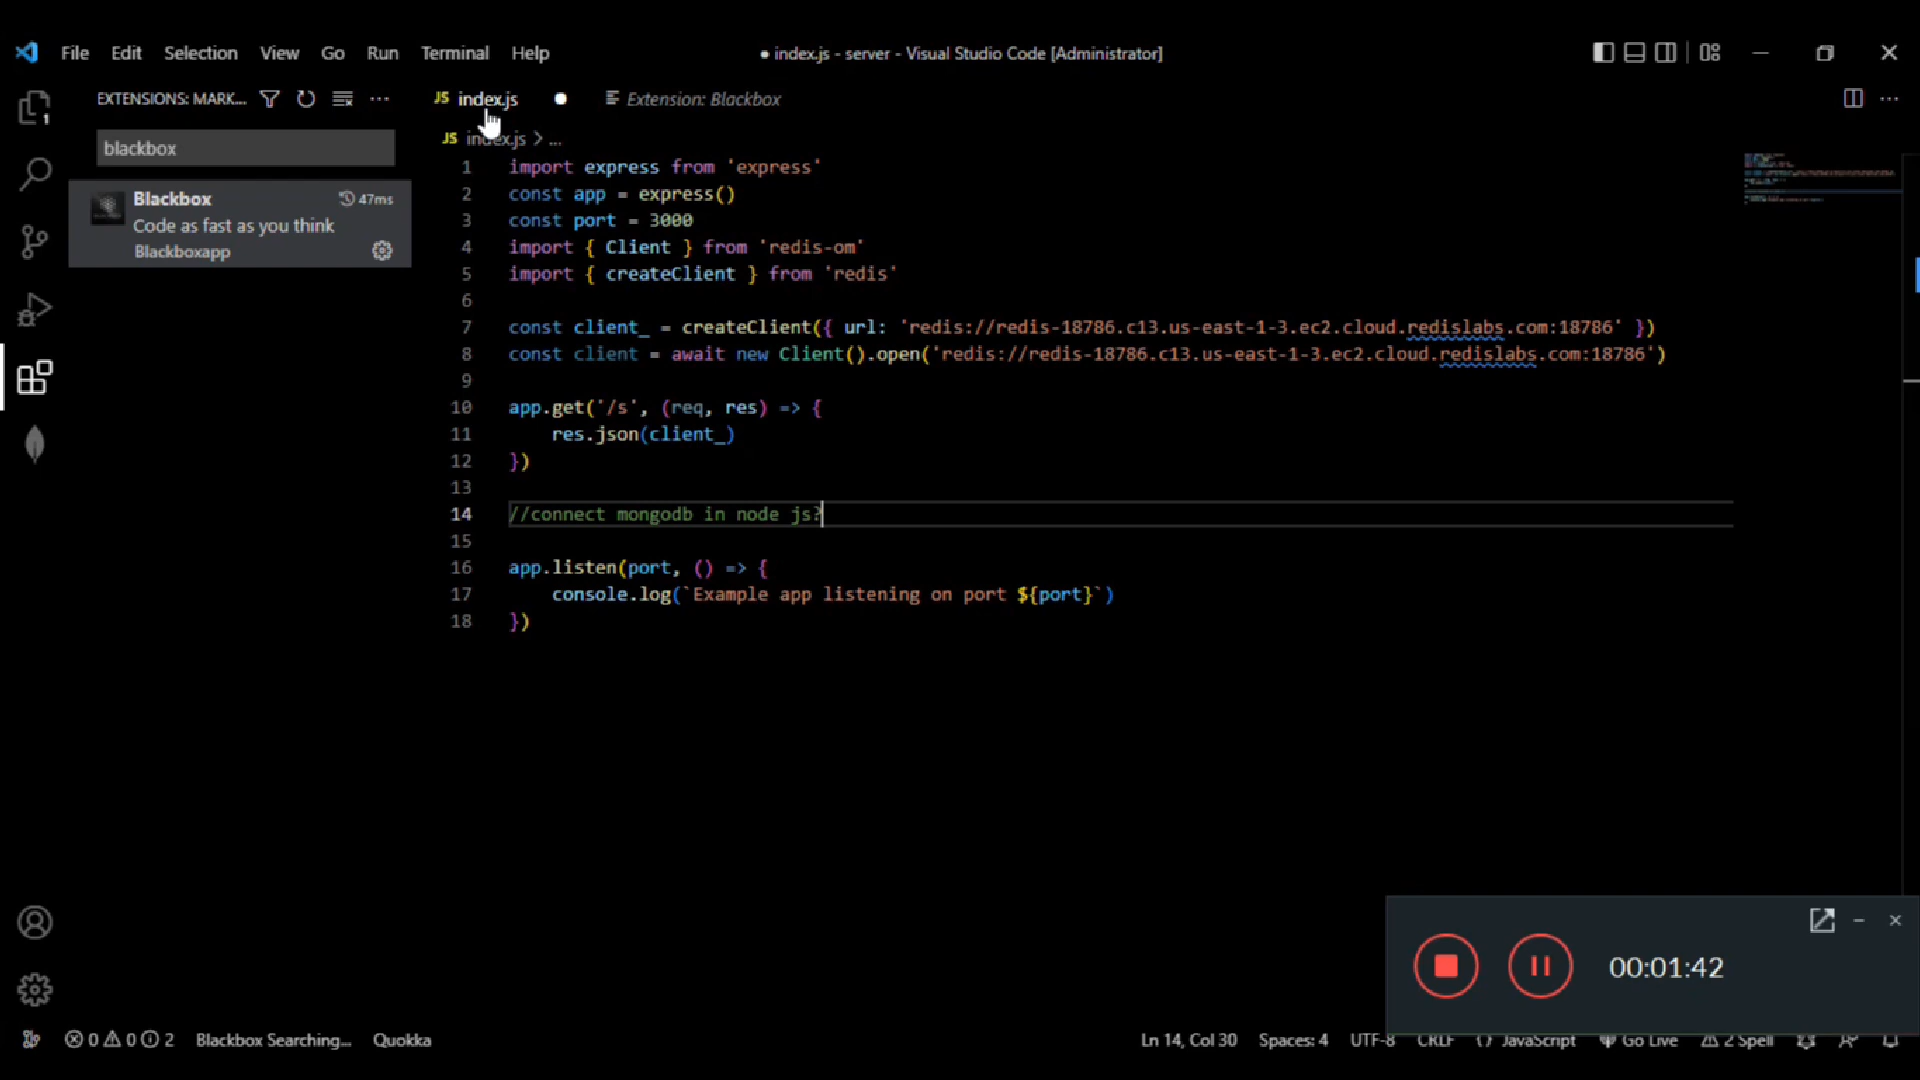 File Edit Selection View Go Run Terminal Help
● index.js - server - Visual Studio Code [Administrator]
EXTENSIONS: MARK...
blackbox
Blackbox 47ms
Code as fast as you think
Blackboxapp
JS index.js
Extension: Blackbox
JS index.js > ...
1 import express from 'express'
2 const app = express()
3 const port = 3000
4 import { Client } from 'redis-om'
5 import { createClient } from 'redis'
6
7 const client_ = createClient({ url: 'redis://redis-18786.c13.us-east-1-3.ec2.cloud.redislabs.com:18786' })
8 const client = await new Client().open('redis://redis-18786.c13.us-east-1-3.ec2.cloud.redislabs.com:18786')
9
10 app.get('/s', (req, res) => {
11 res.json(client_)
12 })
13
14 //connect mongodb in node js?
15
16 app.listen(port, () => {
17 console.log(`Example app listening on port ${port}`)
18 })
00:01:42
0 0 2 Blackbox Searching... Quokka
Ln 14, Col 30 Spaces: 4 UTF-8 CRLF JavaScript Go Live 2 Spell